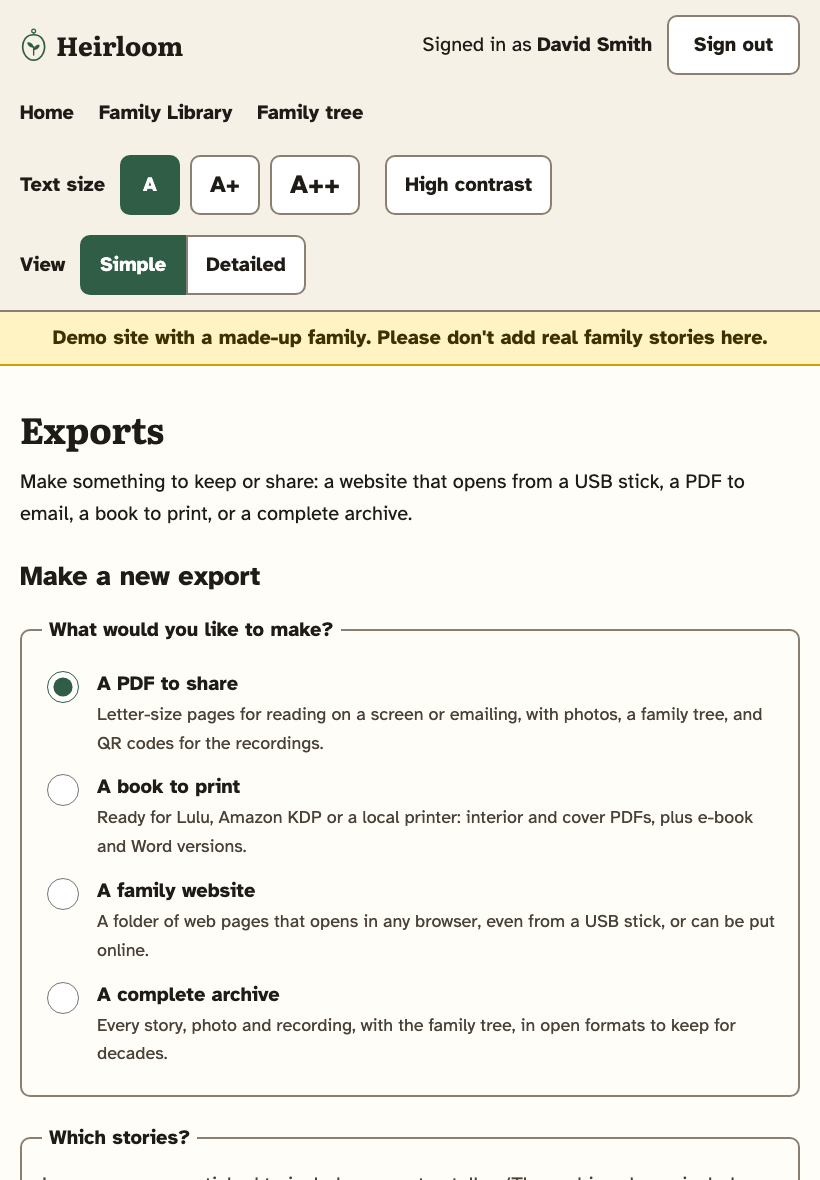 Heirloom
Signed in as David Smith
Sign out
Home Family Library Family tree
Text size A A+ A++ High contrast
View Simple Detailed
Demo site with a made-up family. Please don't add real family stories here.
Exports
Make something to keep or share: a website that opens from a USB stick, a PDF to
email, a book to print, or a complete archive.
Make a new export
What would you like to make?
A PDF to share
Letter-size pages for reading on a screen or emailing, with photos, a family tree, and
QR codes for the recordings.
A book to print
Ready for Lulu, Amazon KDP or a local printer: interior and cover PDFs, plus e-book
and Word versions.
A family website
A folder of web pages that opens in any browser, even from a USB stick, or can be put
online.
A complete archive
Every story, photo and recording, with the family tree, in open formats to keep for
decades.
Which stories?